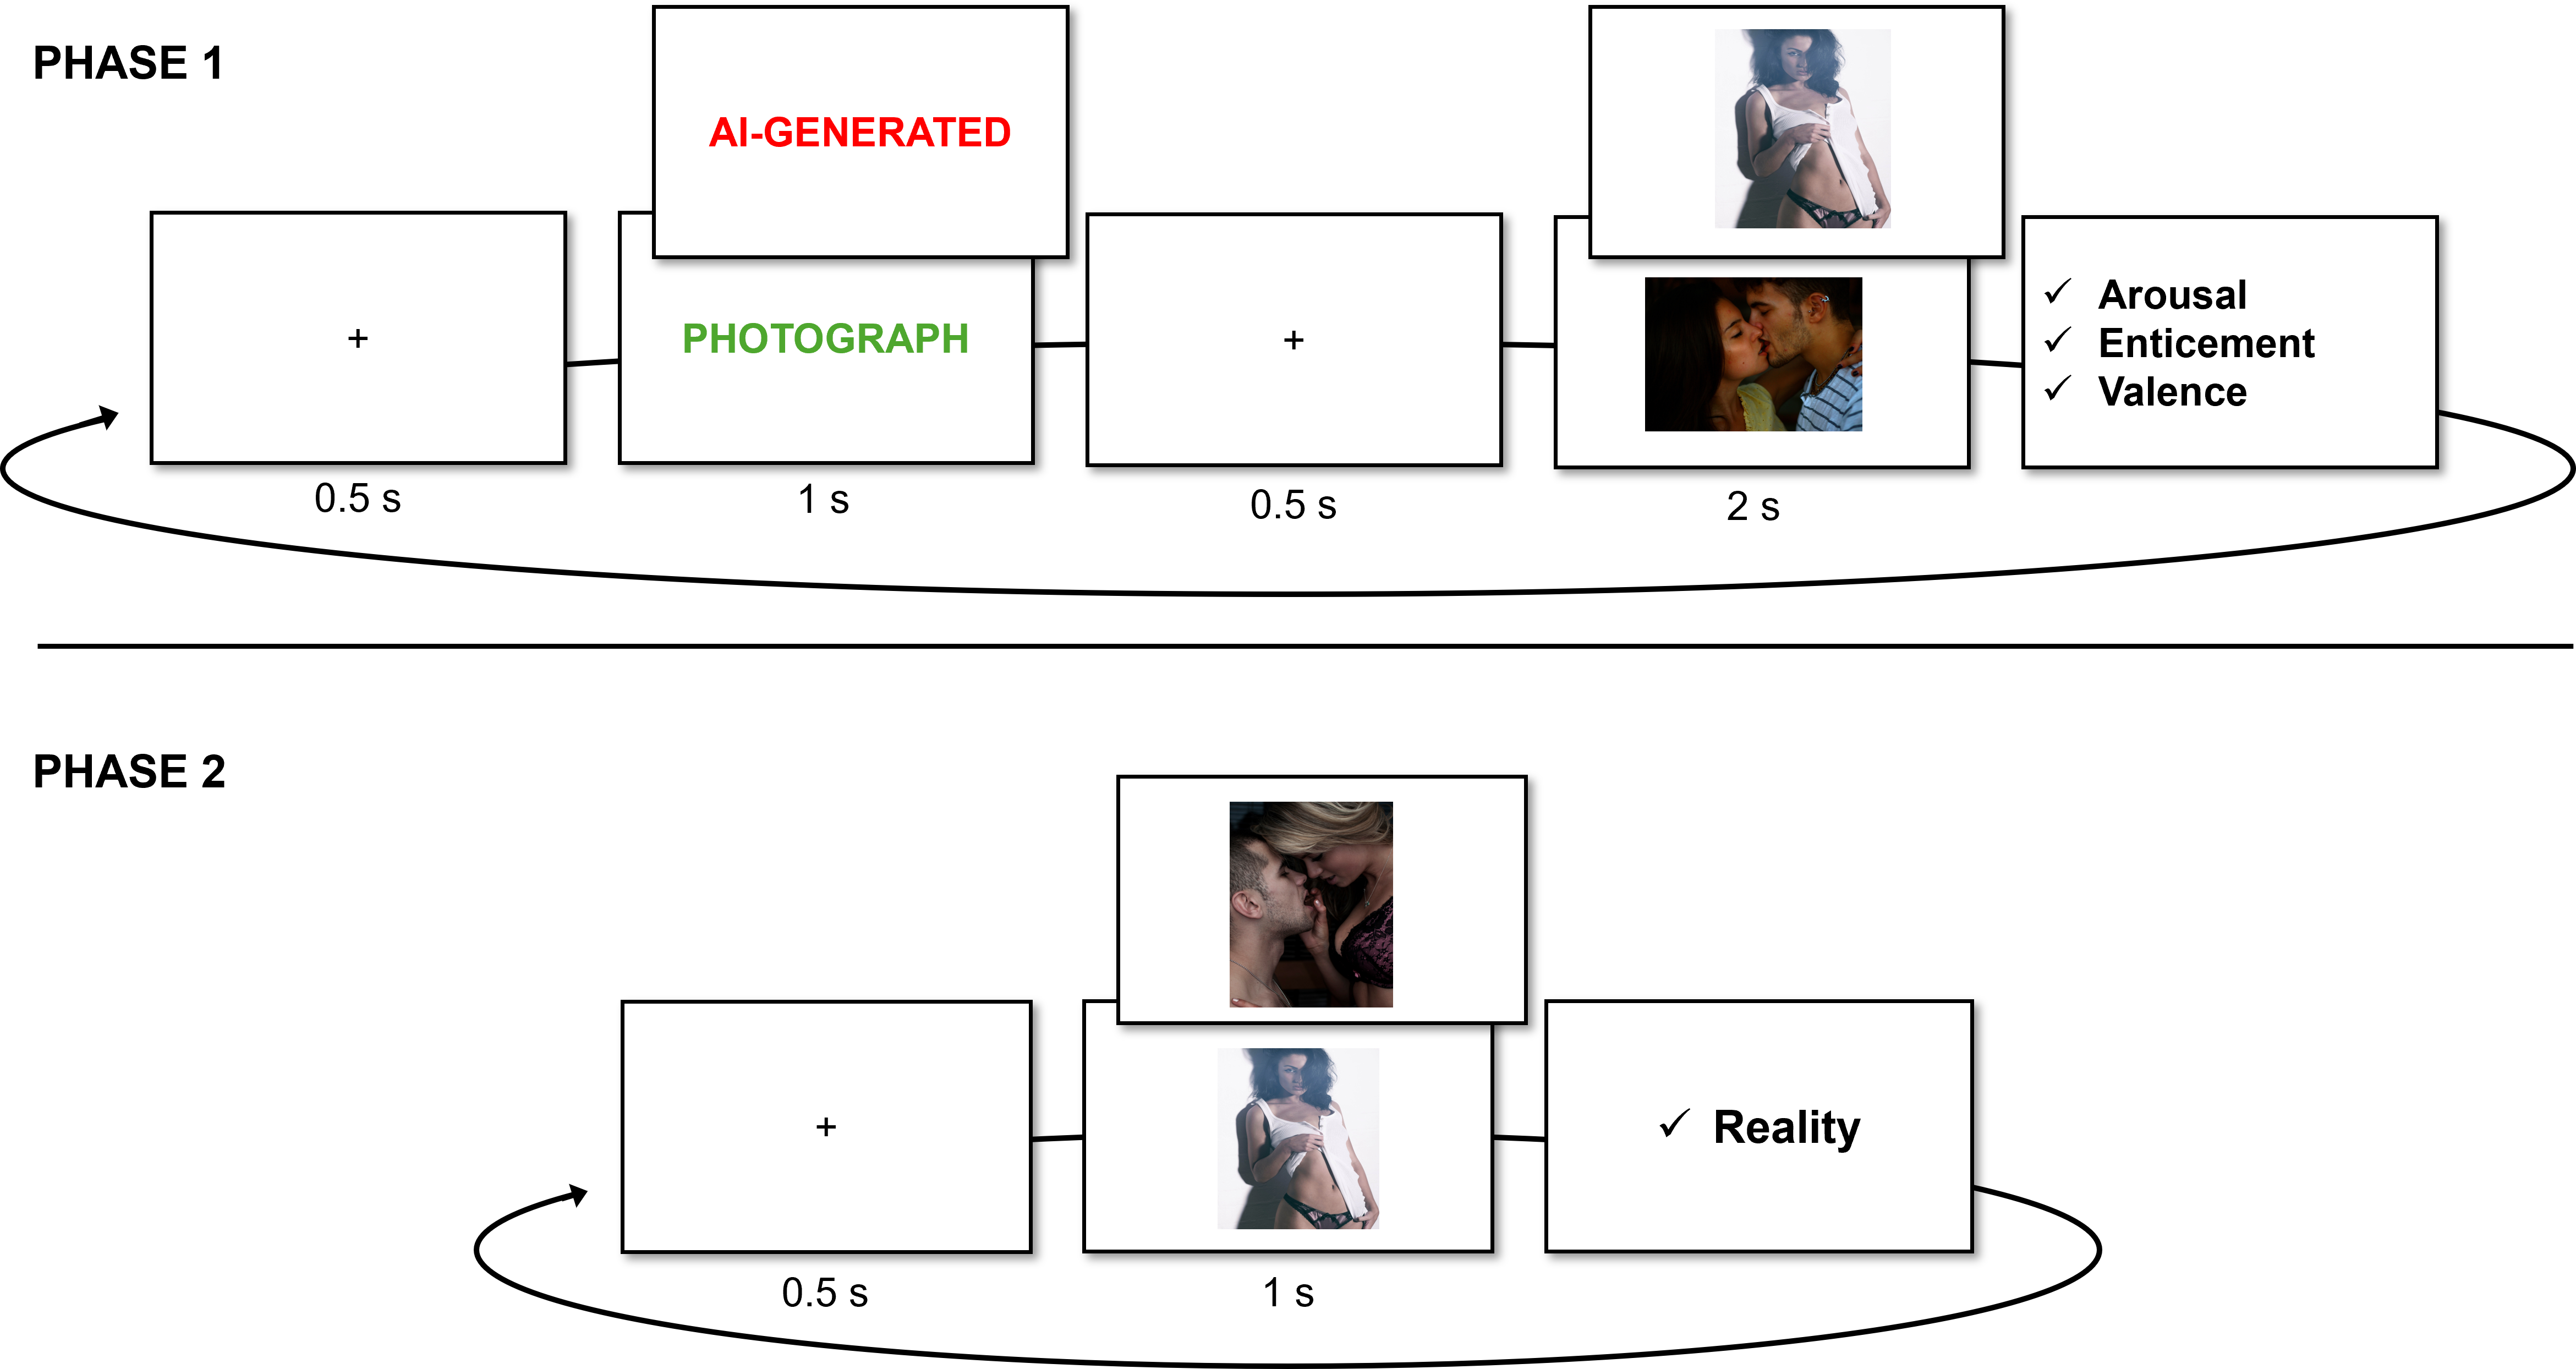 PHASE 1
AI-GENERATED
PHOTOGRAPH
+
+
✓ Arousal
✓ Enticement
✓ Valence
0.5 s
1 s
0.5 s
2 s
PHASE 2
+
✓ Reality
0.5 s
1 s